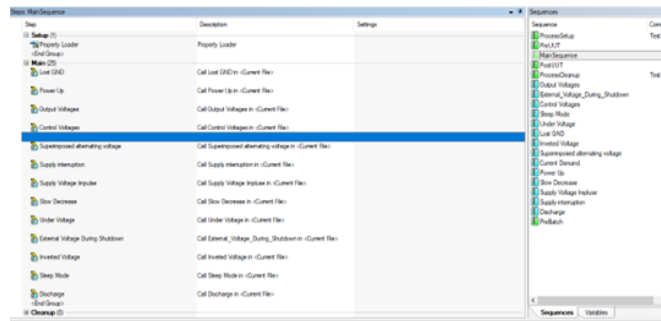 Steps: MainSequence
Step Description Settings
Setup (1)
Property Loader Property Loader
<End Group>
Main (25)
Lost GND Call Lost GND in <Current File>
Power Up Call Power Up in <Current File>
Output Voltages Call Output Voltages in <Current File>
Control Voltages Call Control Voltages in <Current File>
Superimposed alternating voltage Call Superimposed alternating voltage in <Current File>
Supply interruption Call Supply interruption in <Current File>
Supply Voltage Impulse Call Supply Voltage Impluse in <Current File>
Slow Decrease Call Slow Decrease in <Current File>
Under Voltage Call Under Voltage in <Current File>
External Voltage During Shutdown Call External_Voltage_During_Shutdown in <Current File>
Inverted Voltage Call Inverted Voltage in <Current File>
Sleep Mode Call Sleep Mode in <Current File>
Discharge Call Discharge in <Current File>
<End Group>
Cleanup (0)
Sequences
Sequence Com
ProcessSetup Test
PreUUT
MainSequence
PostUUT
ProcessCleanup Test
Output Voltages
External_Voltage_During_Shutdown
Control Voltages
Sleep Mode
Under Voltage
Lost GND
Inverted Voltage
Superimposed alternating voltage
Current Demand
Power Up
Slow Decrease
Supply Voltage Impluse
Supply interruption
Discharge
PreBatch
Sequences Variables